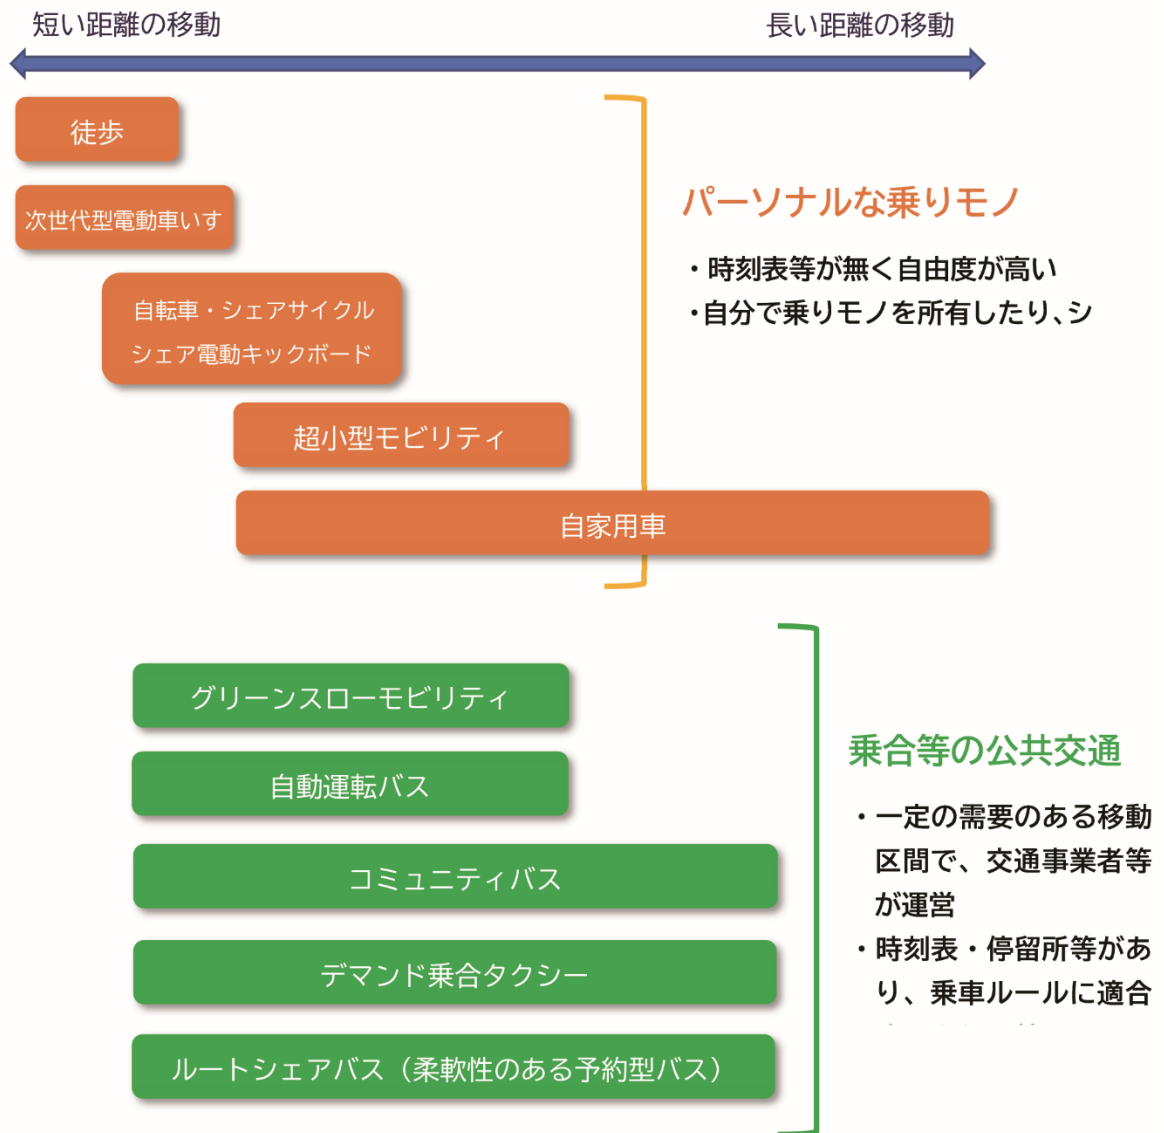 短い距離の移動
長い距離の移動
徒歩
次世代型電動車いす
自転車・シェアサイクル
シェア電動キックボード
超小型モビリティ
自家用車
パーソナルな乗りモノ
・時刻表等が無く自由度が高い
・自分で乗りモノを所有したり、シ
グリーンスローモビリティ
自動運転バス
コミュニティバス
デマンド乗合タクシー
ルートシェアバス（柔軟性のある予約型バス）
乗合等の公共交通
・一定の需要のある移動
区間で、交通事業者等
が運営
・時刻表・停留所等があ
り、乗車ルールに適合